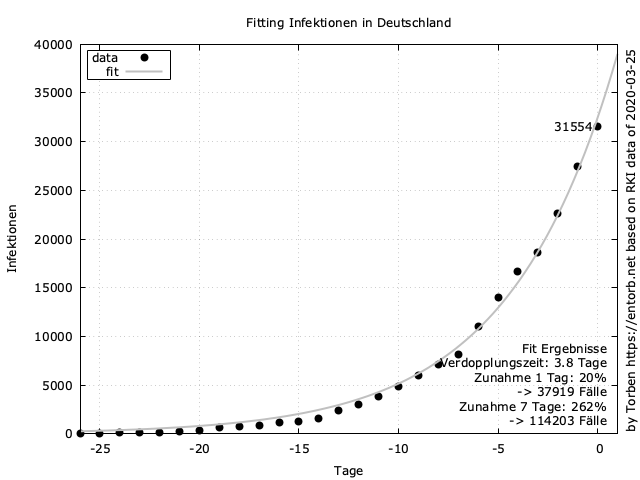 Fitting Infektionen in Deutschland
data
fit
40000
35000
30000
25000
20000
15000
10000
5000
0
Infektionen
31554
Fit Ergebnisse
Verdopplungszeit: 3.8 Tage
Zunahme 1 Tag: 20%
-> 37919 Fälle
Zunahme 7 Tage: 262%
-> 114203 Fälle
-25
-20
-15
-10
-5
0
Tage
by Torben https://entorb.net based on RKI data of 2020-03-25